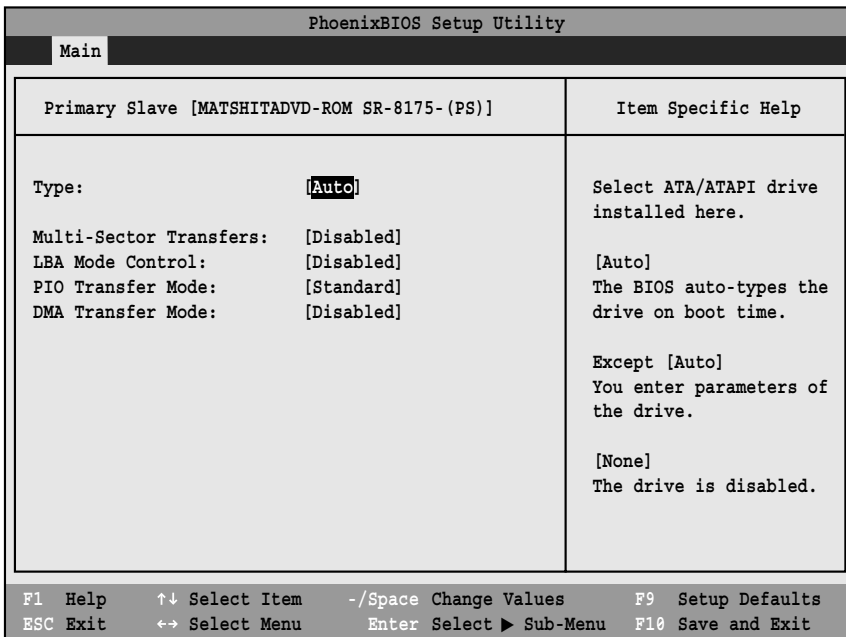 PhoenixBIOS Setup Utility
Main
Primary Slave [MATSHITADVD-ROM SR-8175-(PS)]
Item Specific Help
Type: [Auto]
Multi-Sector Transfers: [Disabled]
LBA Mode Control: [Disabled]
PIO Transfer Mode: [Standard]
DMA Transfer Mode: [Disabled]
Select ATA/ATAPI drive
installed here.
[Auto]
The BIOS auto-types the
drive on boot time.
Except [Auto]
You enter parameters of
the drive.
[None]
The drive is disabled.
F1 Help ↑↓ Select Item -/Space Change Values F9 Setup Defaults
ESC Exit ←→ Select Menu Enter Select ▶ Sub-Menu F10 Save and Exit